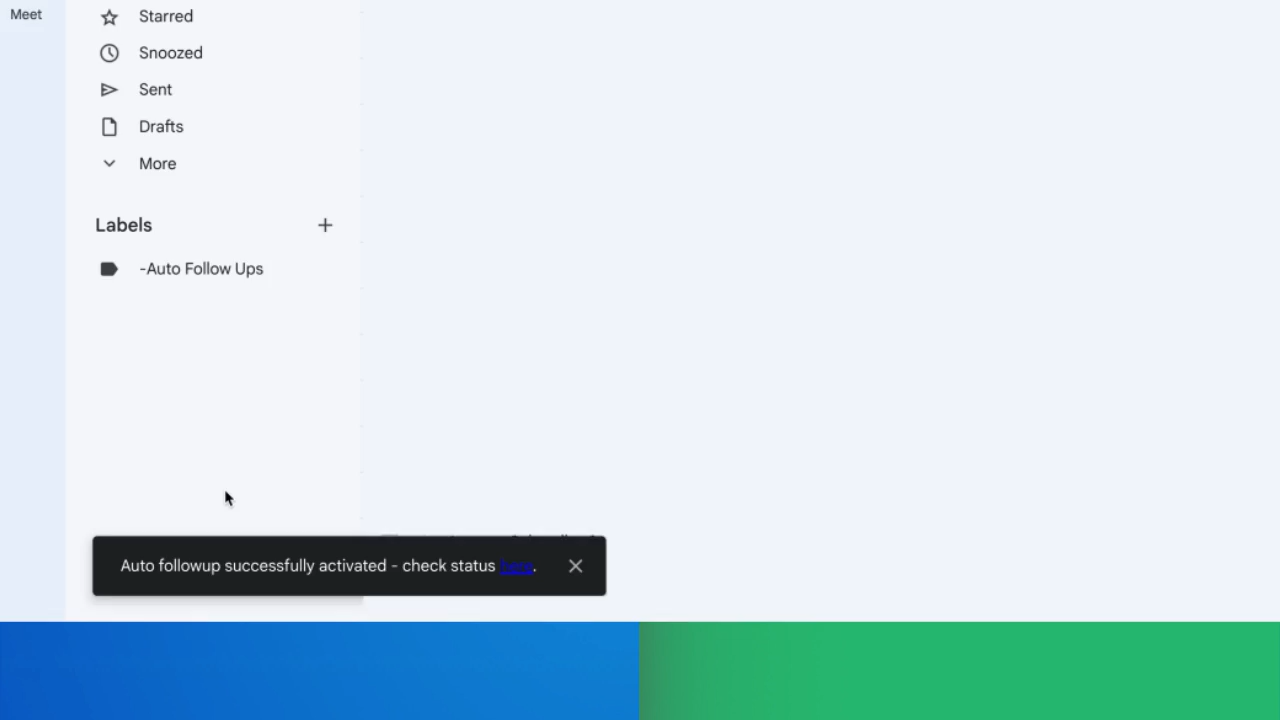 Meet
Starred
Snoozed
Sent
Drafts
More
Labels
-Auto Follow Ups
Auto followup successfully activated - check status here.